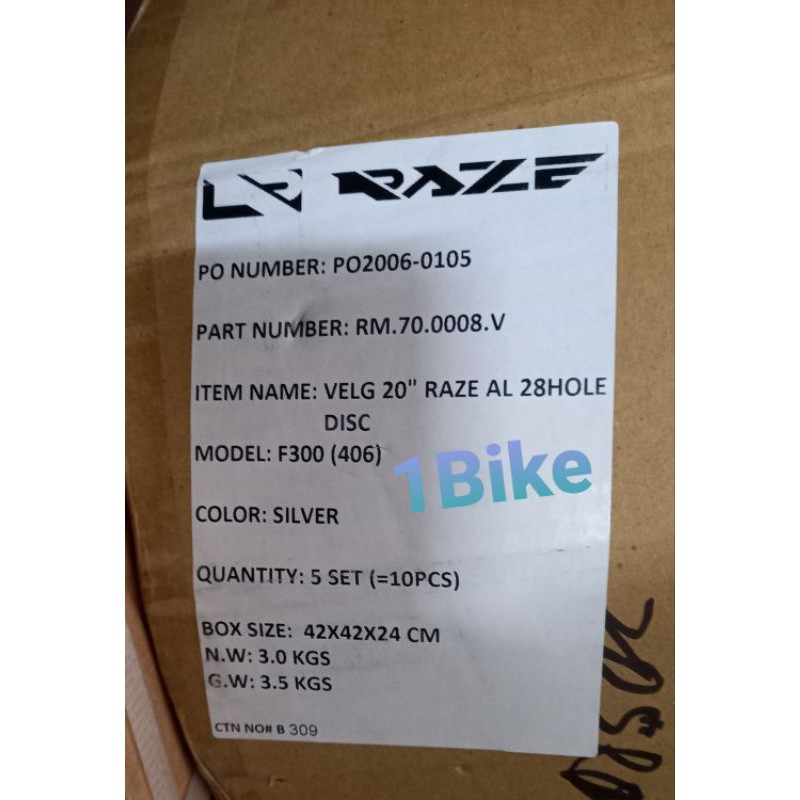 RAZE
PO NUMBER: PO2006-0105
PART NUMBER: RM.70.0008.V
ITEM NAME: VELG 20" RAZE AL 28HOLE
DISC
MODEL: F300 (406)
1Bike
COLOR: SILVER
QUANTITY: 5 SET (=10PCS)
BOX SIZE: 42X42X24 CM
N.W: 3.0 KGS
G.W: 3.5 KGS
CTN NO# B 309